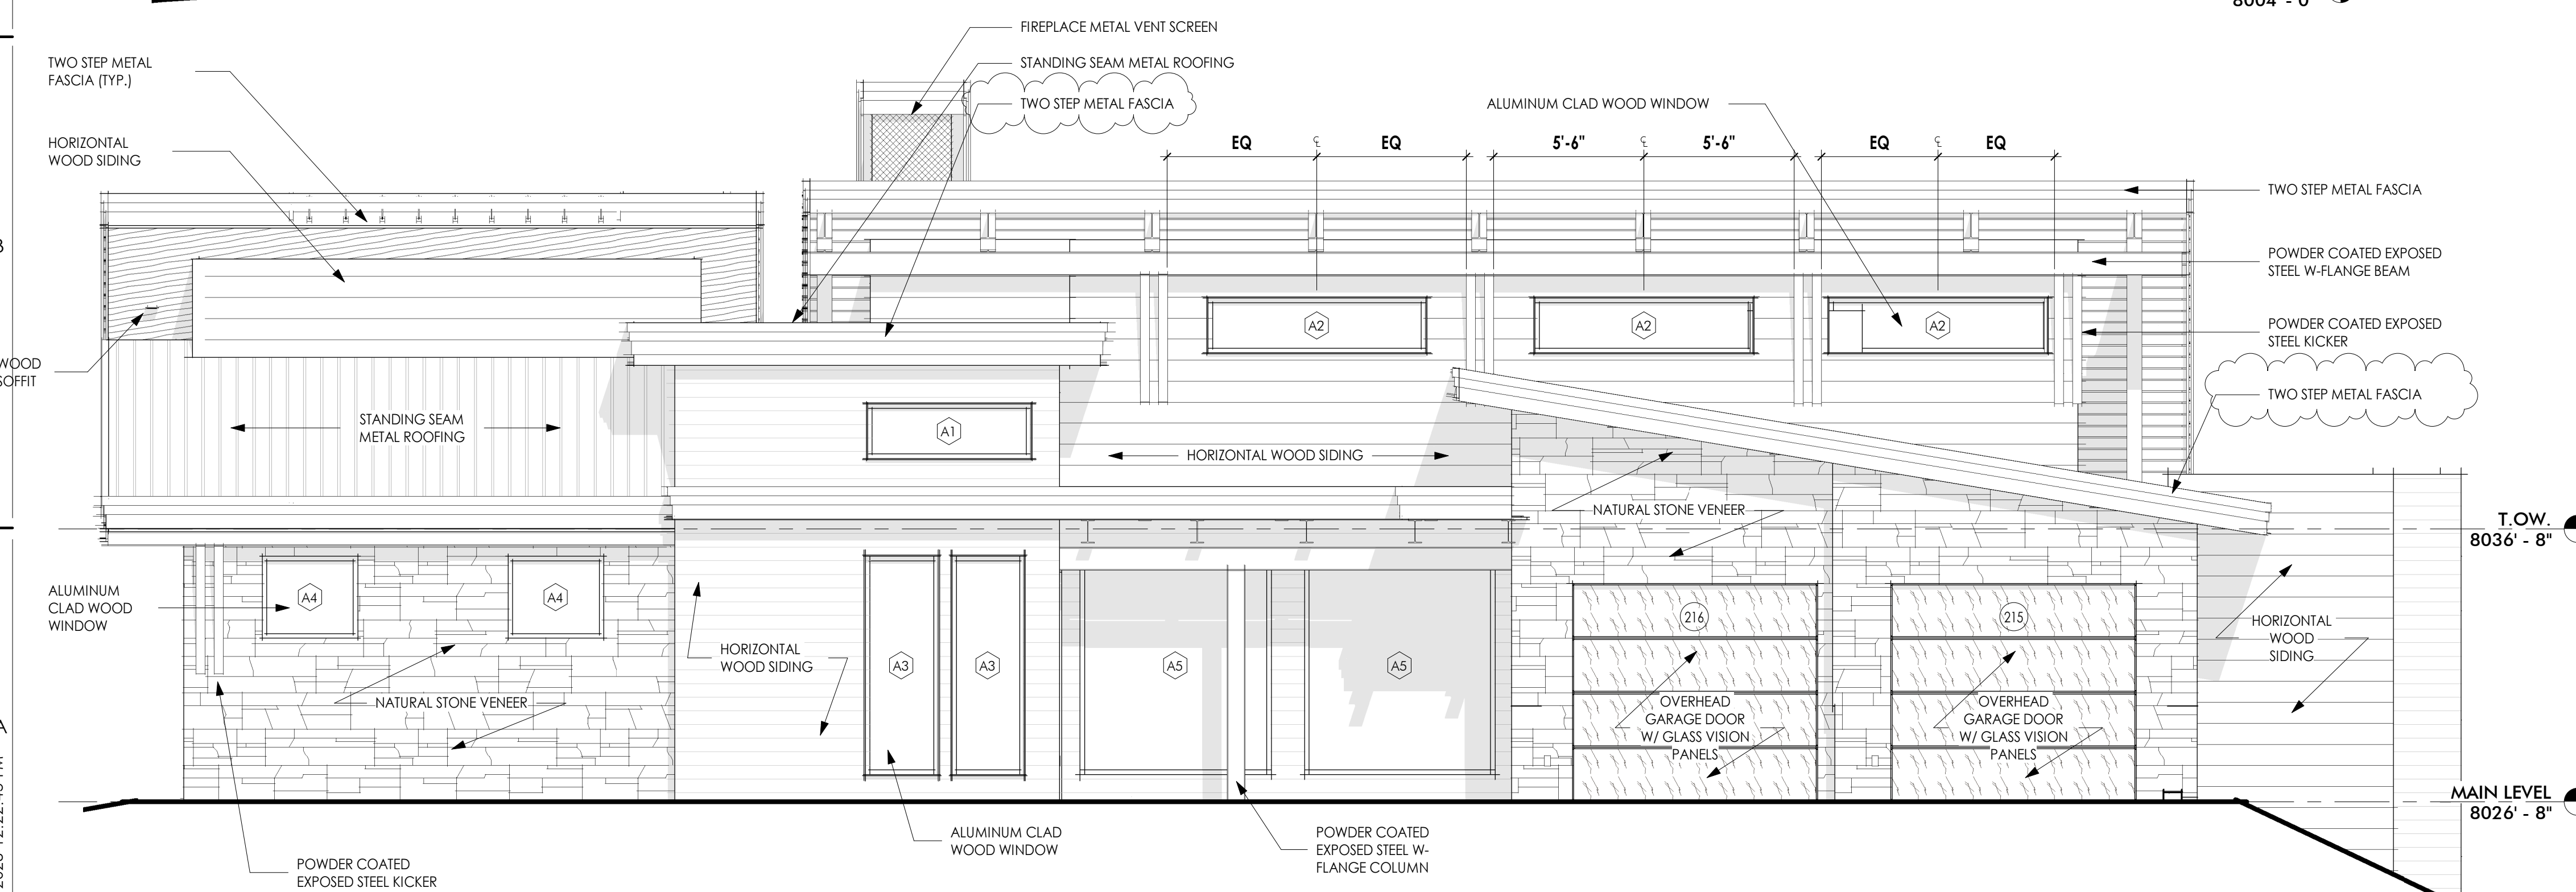 8004' - 0"
FIREPLACE METAL VENT SCREEN
STANDING SEAM METAL ROOFING
TWO STEP METAL FASCIA
TWO STEP METAL
FASCIA (TYP.)
HORIZONTAL
WOOD SIDING
ALUMINUM CLAD WOOD WINDOW
EQ
EQ
5'-6"
5'-6"
EQ
EQ
TWO STEP METAL FASCIA
POWDER COATED EXPOSED
STEEL W-FLANGE BEAM
POWDER COATED EXPOSED
STEEL KICKER
TWO STEP METAL FASCIA
A2
A2
A2
WOOD
SOFFIT
STANDING SEAM
METAL ROOFING
A1
HORIZONTAL WOOD SIDING
NATURAL STONE VENEER
T.OW.
8036' - 8"
ALUMINUM
CLAD WOOD
WINDOW
A4
A4
HORIZONTAL
WOOD SIDING
NATURAL STONE VENEER
A3
A3
A5
A5
216
215
OVERHEAD
GARAGE DOOR
W/ GLASS VISION
PANELS
OVERHEAD
GARAGE DOOR
W/ GLASS VISION
PANELS
HORIZONTAL
WOOD
SIDING
MAIN LEVEL
8026' - 8"
POWDER COATED
EXPOSED STEEL KICKER
ALUMINUM CLAD
WOOD WINDOW
POWDER COATED
EXPOSED STEEL W-
FLANGE COLUMN